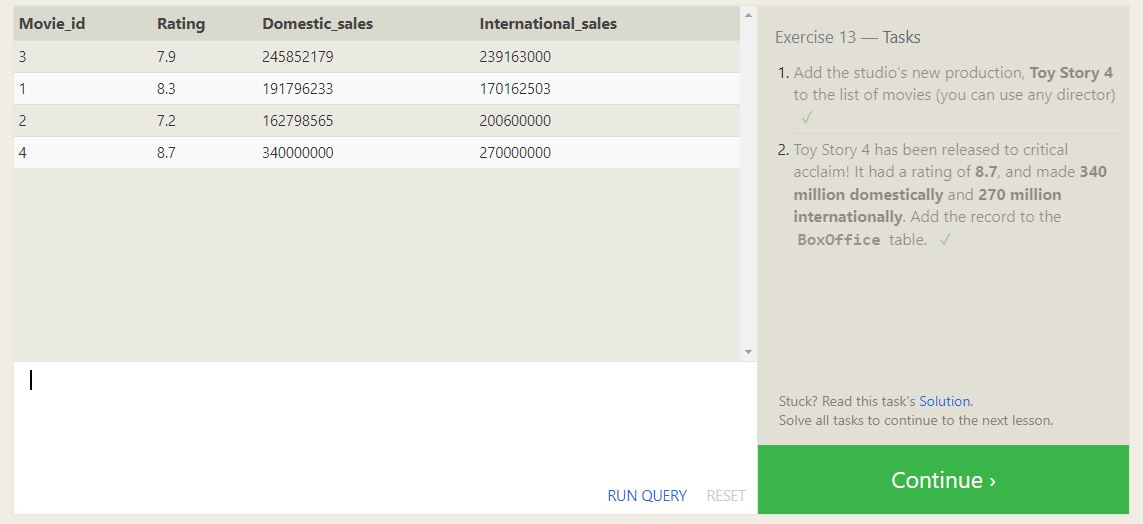 Movie_id Rating Domestic_sales International_sales
3 7.9 245852179 239163000
1 8.3 191796233 170162503
2 7.2 162798565 200600000
4 8.7 340000000 270000000
RUN QUERY RESET
Exercise 13 — Tasks
1. Add the studio's new production, Toy Story 4
to the list of movies (you can use any director)
✓
2. Toy Story 4 has been released to critical
acclaim! It had a rating of 8.7, and made 340
million domestically and 270 million
internationally. Add the record to the
BoxOffice table. ✓
Stuck? Read this task's Solution.
Solve all tasks to continue to the next lesson.
Continue ›